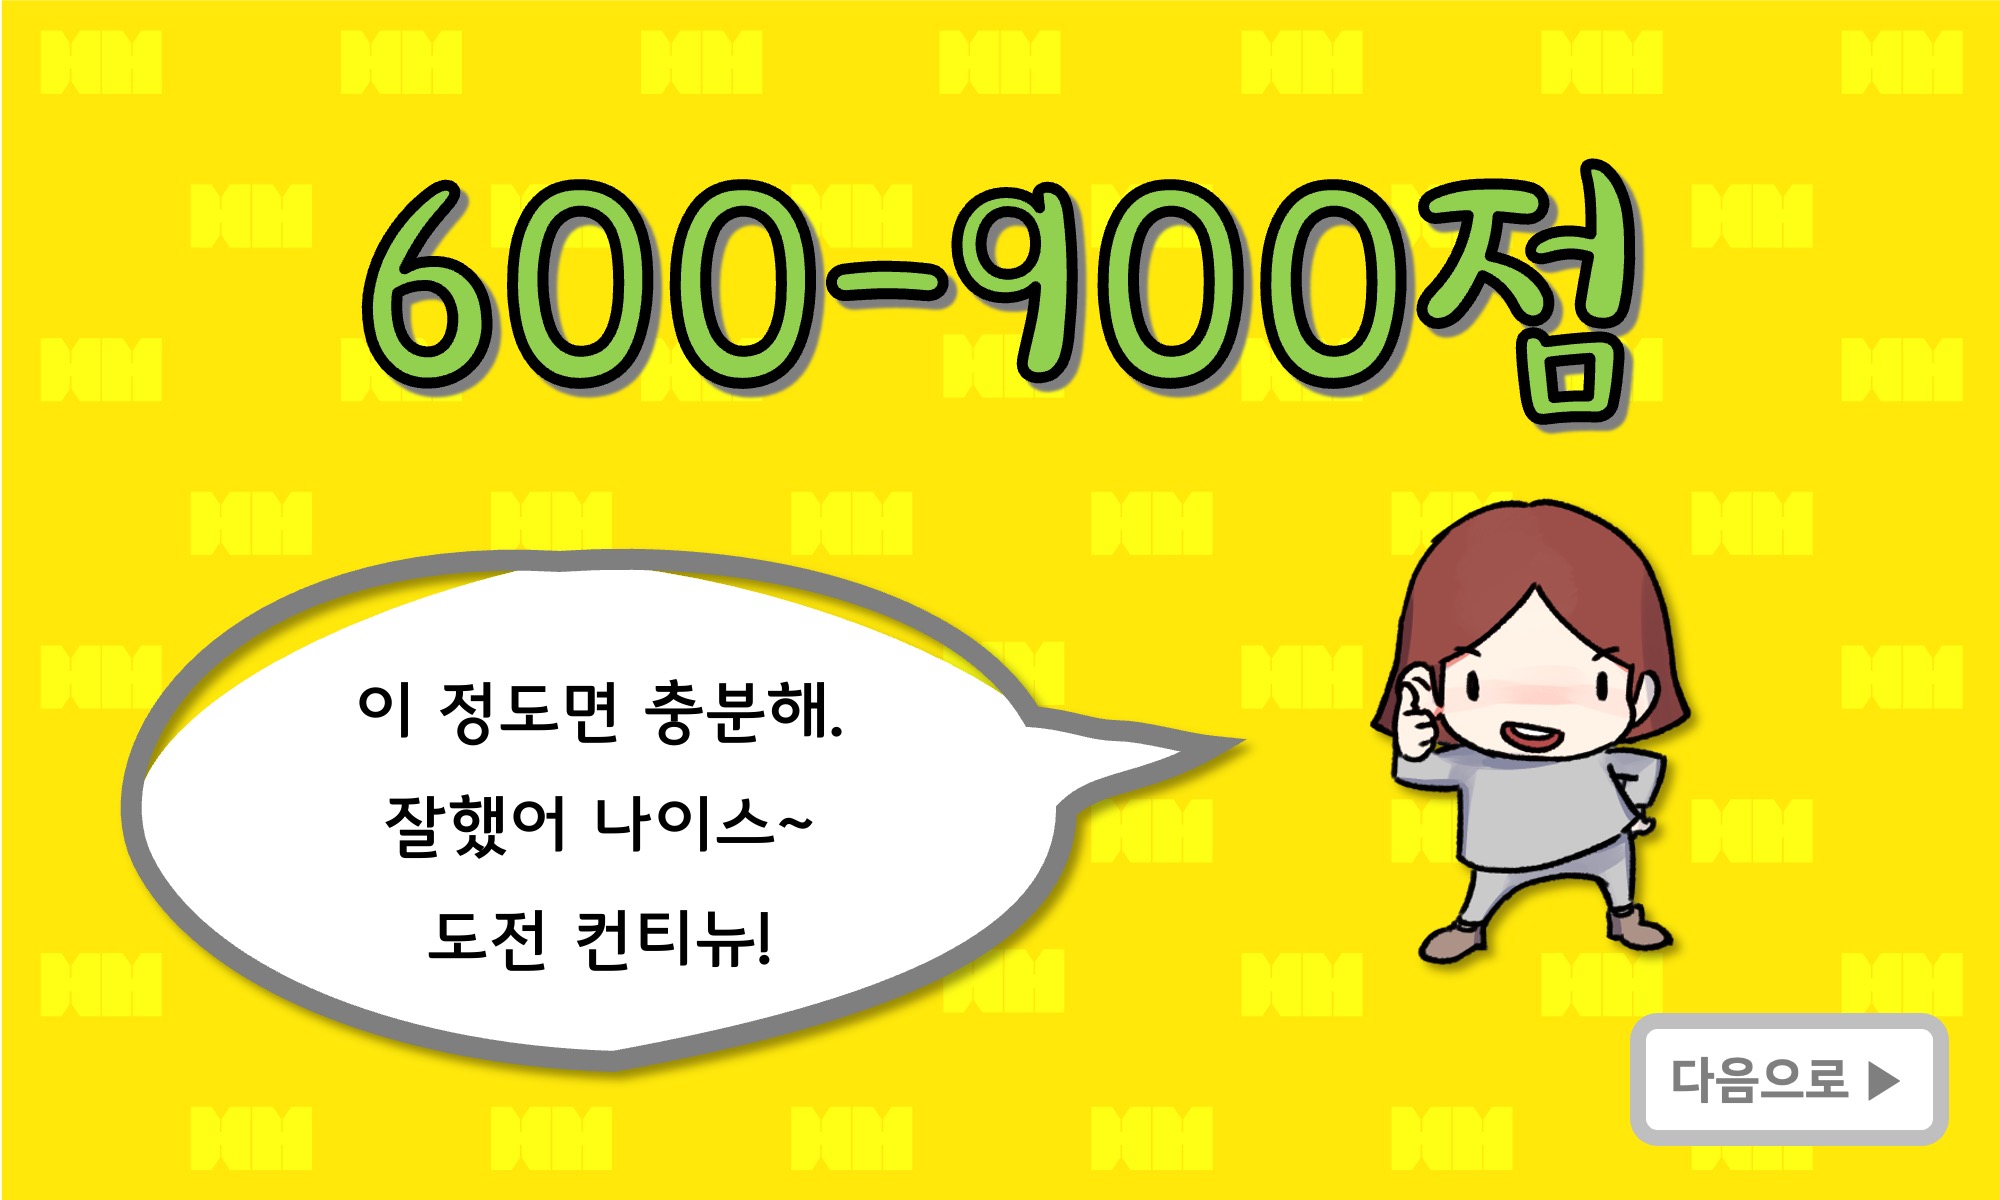 600-900점
이 정도면 충분해.
잘했어 나이스~
도전 컨티뉴!
다음으로 ▶